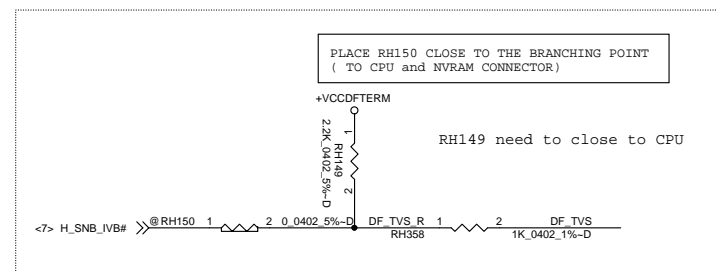 PLACE RH150 CLOSE TO THE BRANCHING POINT
( TO CPU and NVRAM CONNECTOR)
+VCCDFTERM
1
2.2K_0402_5%~D
RH149
2
RH149 need to close to CPU
<7> H_SNB_IVB#
@RH150 1 2 0_0402_5%~D
DF_TVS_R
RH358
1 2
DF_TVS
1K_0402_1%~D